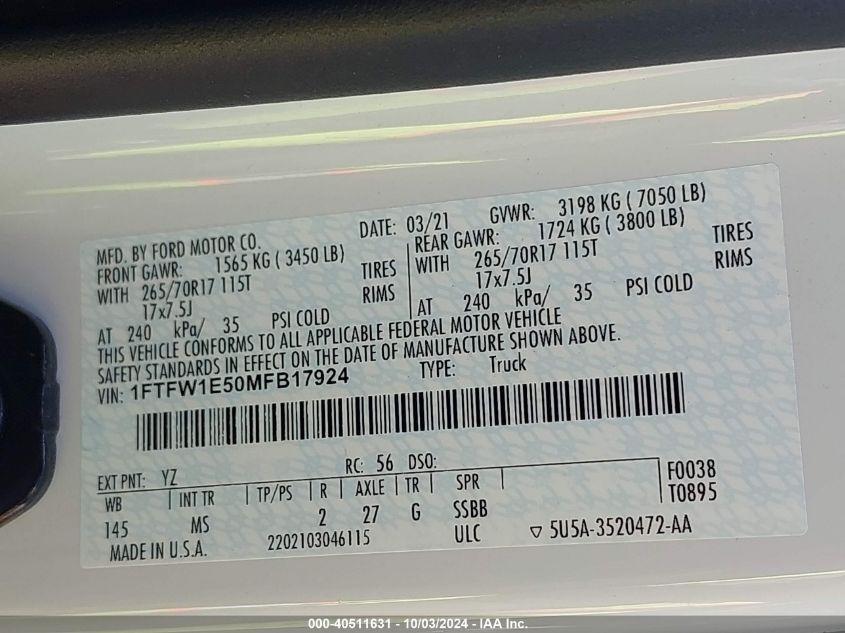 MFD. BY FORD MOTOR CO. DATE: 03/21 GVWR: 3198 KG ( 7050 LB)
FRONT GAWR: 1565 KG ( 3450 LB) REAR GAWR: 1724 KG ( 3800 LB)
WITH 265/70R17 115T TIRES WITH 265/70R17 115T TIRES
17x7.5J RIMS 17x7.5J RIMS
AT 240 kPa/ 35 PSI COLD AT 240 kPa/ 35 PSI COLD
THIS VEHICLE CONFORMS TO ALL APPLICABLE FEDERAL MOTOR VEHICLE
SAFETY STANDARDS IN EFFECT ON THE DATE OF MANUFACTURE SHOWN ABOVE.
VIN: 1FTFW1E50MFB17924 TYPE: Truck
EXT PNT: YZ RC: 56 DSO: F0038
WB INT TR TP/PS R AXLE TR SPR T0895
145 MS 2 27 G SSBB
MADE IN U.S.A. 2202103046115 ULC ▽ 5U5A-3520472-AA
000-40511631 - 10/03/2024 - IAA Inc.